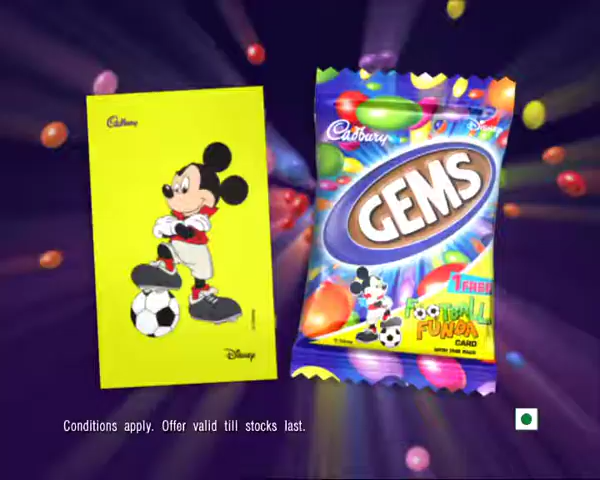 Cadbury
Disney
Cadbury
Disney
GEMS
1 FREE
FOOTBALL
FUNDA
CARD
WITH THIS PACK
Conditions apply. Offer valid till stocks last.